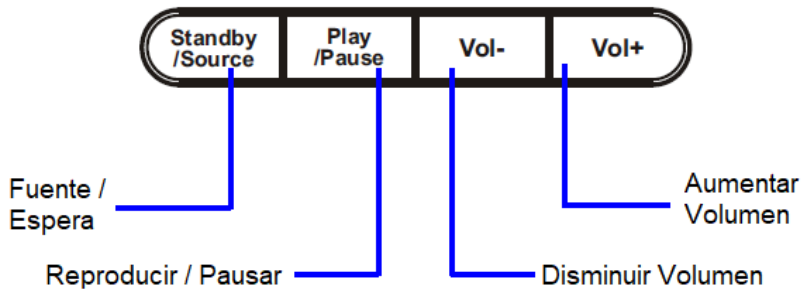 Standby
/Source
Play
/Pause
Vol-
Vol+
Fuente /
Espera
Aumentar
Volumen
Reproducir / Pausar
Disminuir Volumen